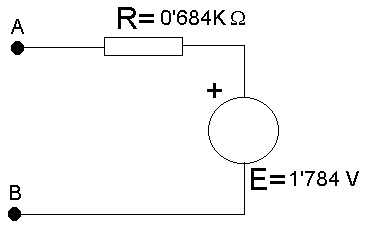 R= 0'684K Ω
A
+
E= 1'784 V
B